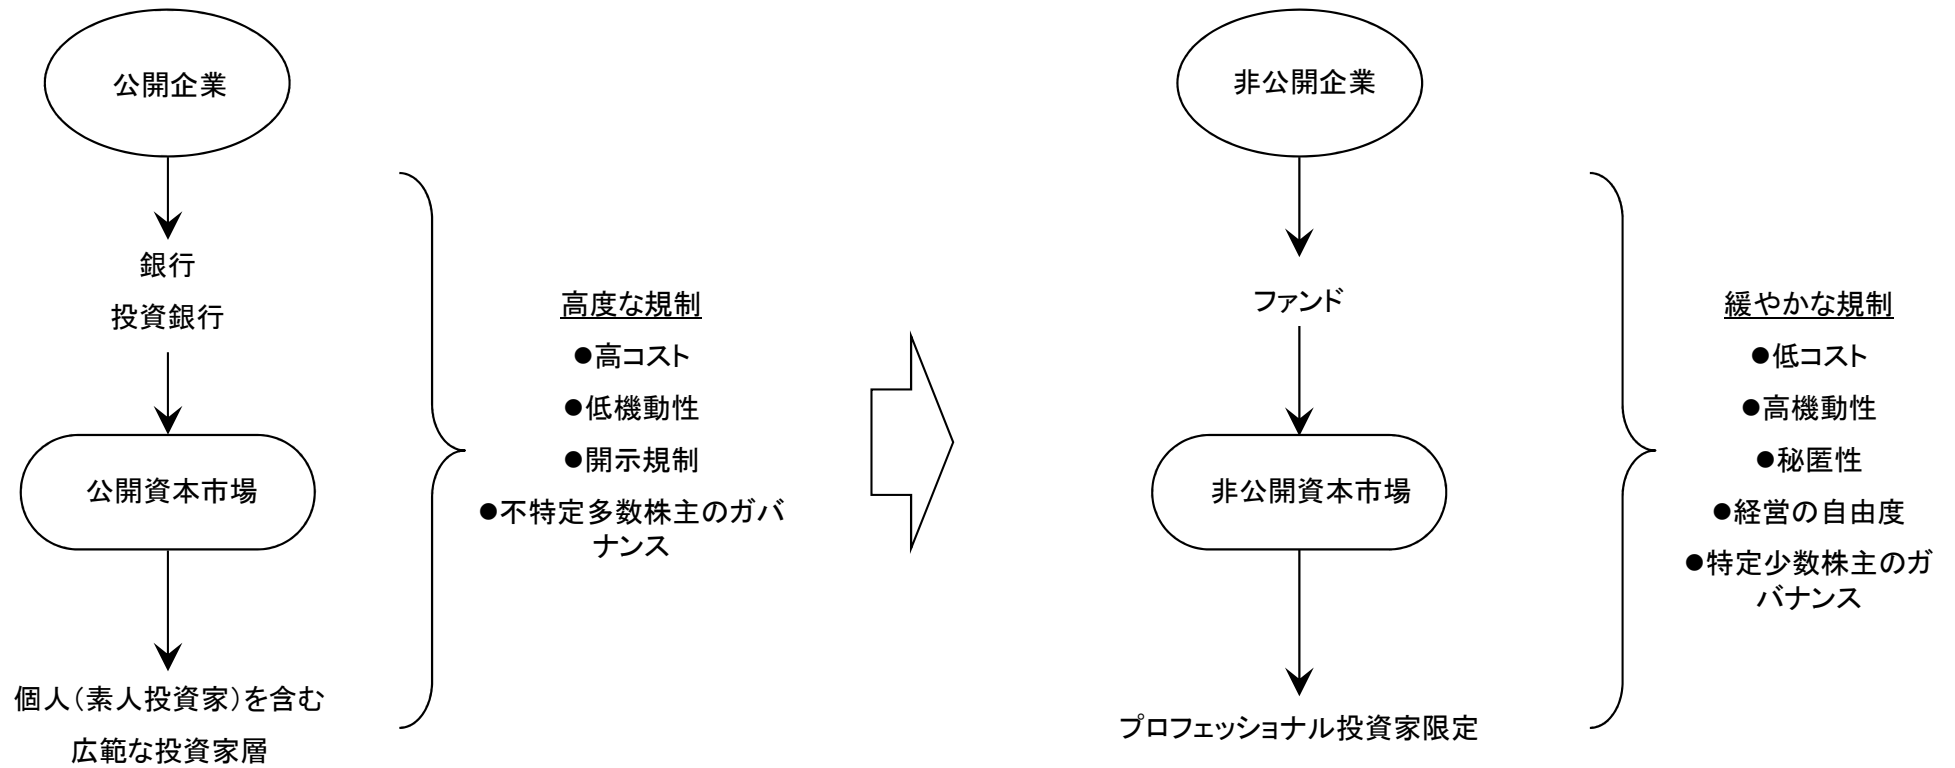 公開企業
銀行
投資銀行
公開資本市場
個人（素人投資家）を含む
広範な投資家層
高度な規制
●高コスト
●低機動性
●開示規制
●不特定多数株主のガバ
ナンス
非公開企業
ファンド
非公開資本市場
プロフェッショナル投資家限定
緩やかな規制
●低コスト
●高機動性
●秘匿性
●経営の自由度
●特定少数株主のガ
バナンス